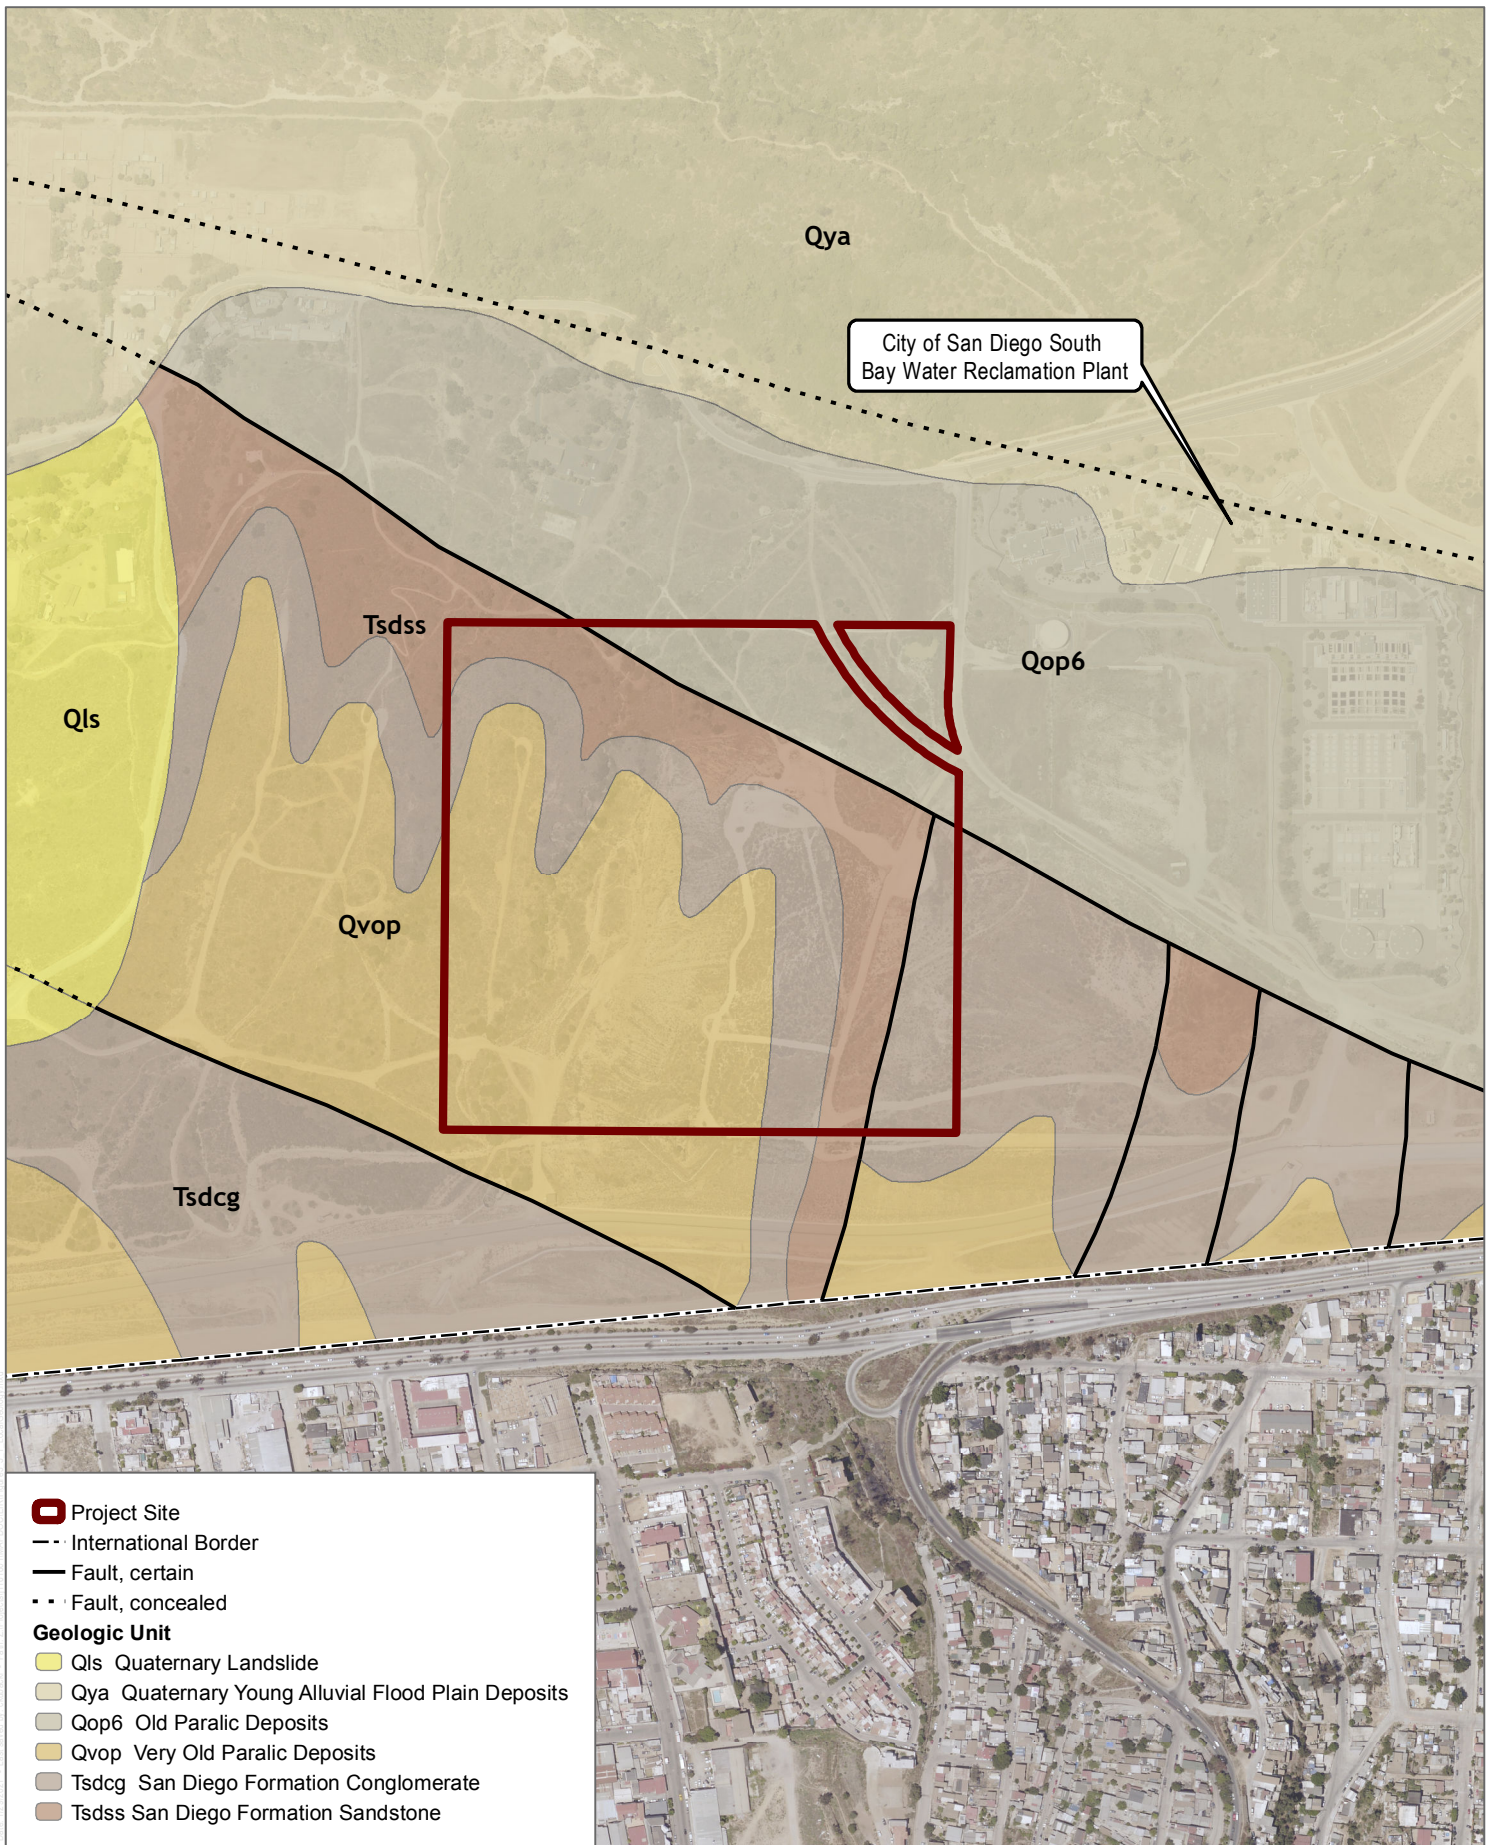 Qya
City of San Diego South
Bay Water Reclamation Plant
Tsdss
Qop6
Qls
Qvop
Tsdcg
Project Site
International Border
Fault, certain
Fault, concealed
Geologic Unit
Qls Quaternary Landslide
Qya Quaternary Young Alluvial Flood Plain Deposits
Qop6 Old Paralic Deposits
Qvop Very Old Paralic Deposits
Tsdcg San Diego Formation Conglomerate
Tsdss San Diego Formation Sandstone